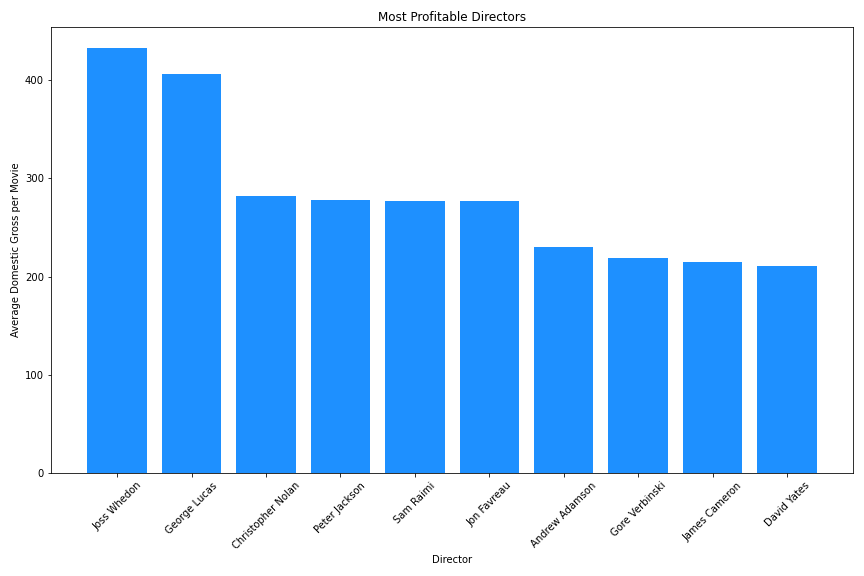 Most Profitable Directors
Average Domestic Gross per Movie
400
300
200
100
0
Joss Whedon
George Lucas
Christopher Nolan
Peter Jackson
Sam Raimi
Jon Favreau
Andrew Adamson
Gore Verbinski
James Cameron
David Yates
Director